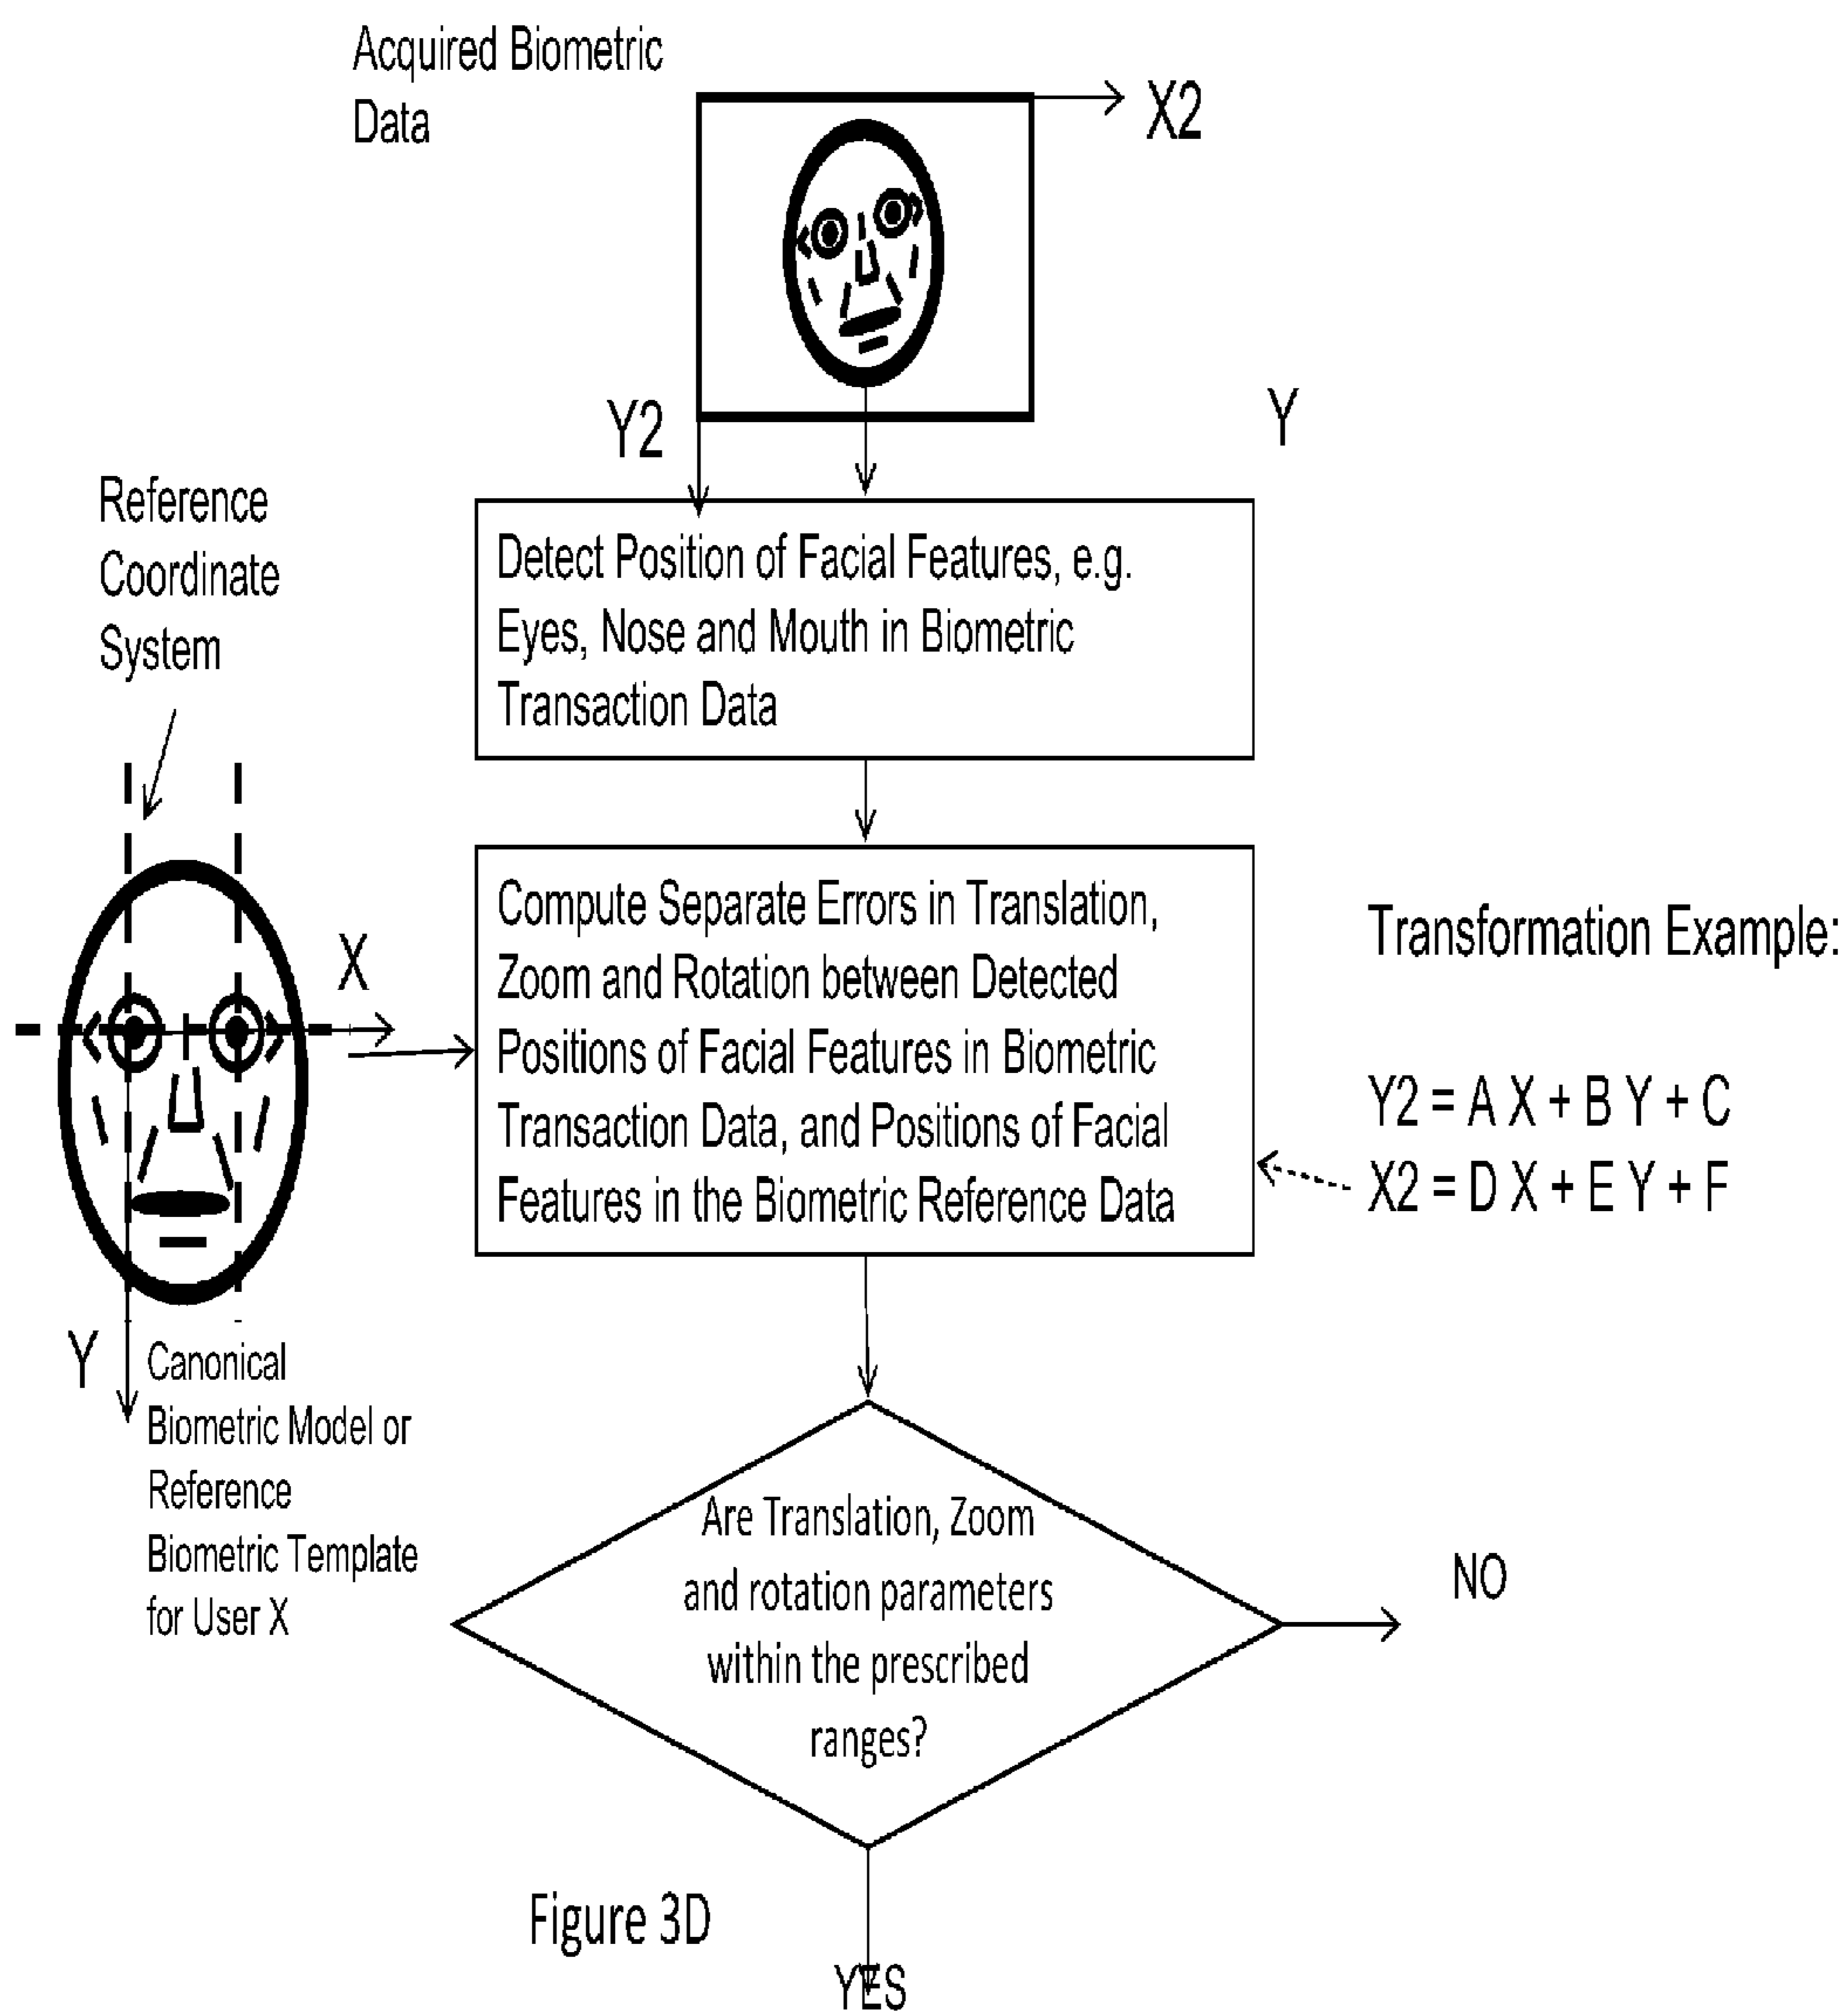 Acquired Biometric
Data
X2
Y2
Y
Reference
Coordinate
System
Detect Position of Facial Features, e.g.
Eyes, Nose and Mouth in Biometric
Transaction Data
X
Compute Separate Errors in Translation,
Zoom and Rotation between Detected
Positions of Facial Features in Biometric
Transaction Data, and Positions of Facial
Features in the Biometric Reference Data
Transformation Example:
Y2 = A X + B Y + C
X2 = D X + E Y + F
Y
Canonical
Biometric Model or
Reference
Biometric Template
for User X
Are Translation, Zoom
and rotation parameters
within the prescribed
ranges?
NO
Figure 3D
YES